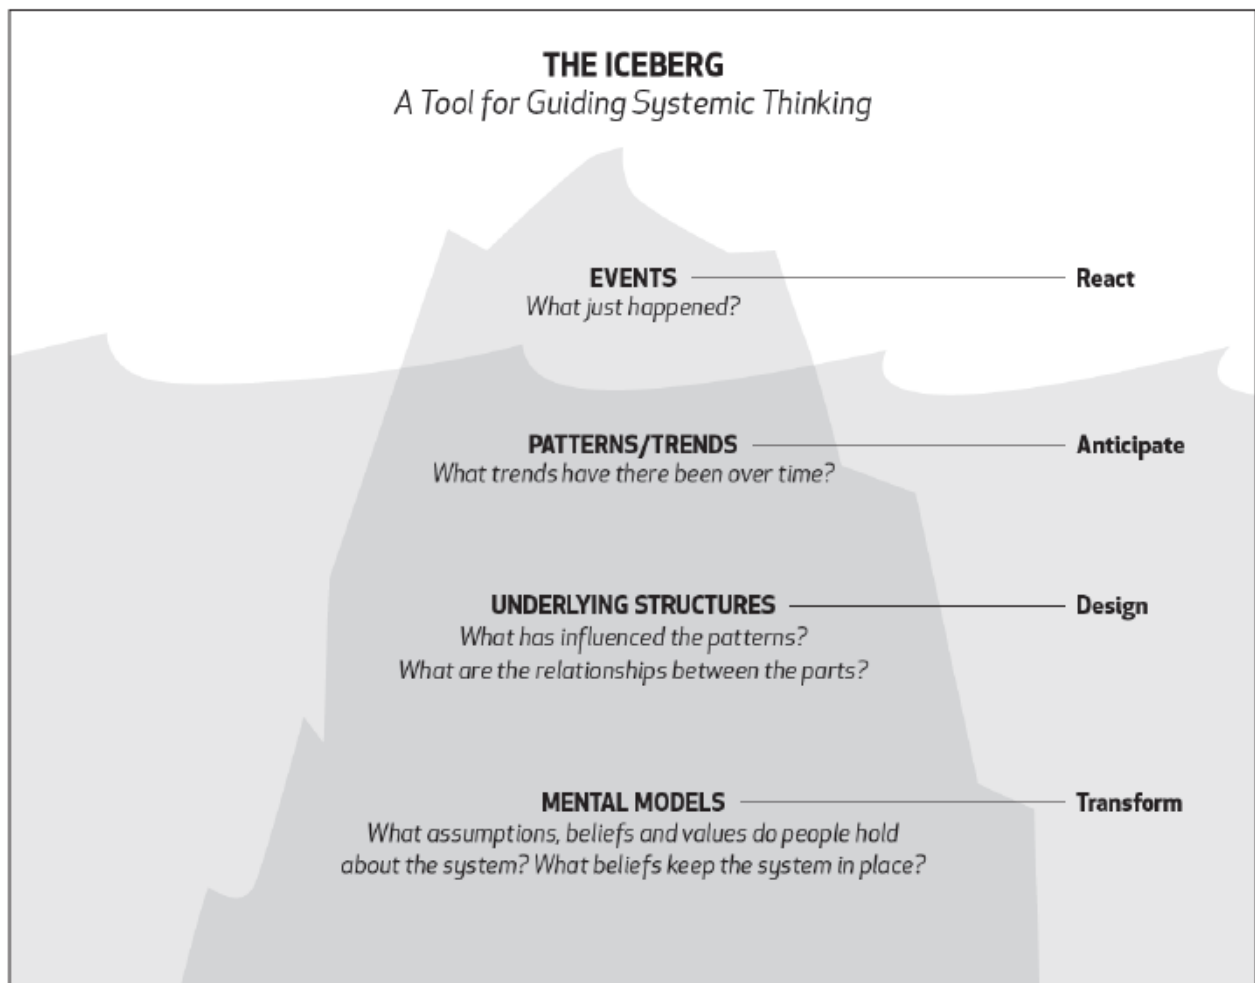 THE ICEBERG
A Tool for Guiding Systemic Thinking
EVENTS React
What just happened?
PATTERNS/TRENDS Anticipate
What trends have there been over time?
UNDERLYING STRUCTURES Design
What has influenced the patterns?
What are the relationships between the parts?
MENTAL MODELS Transform
What assumptions, beliefs and values do people hold
about the system? What beliefs keep the system in place?